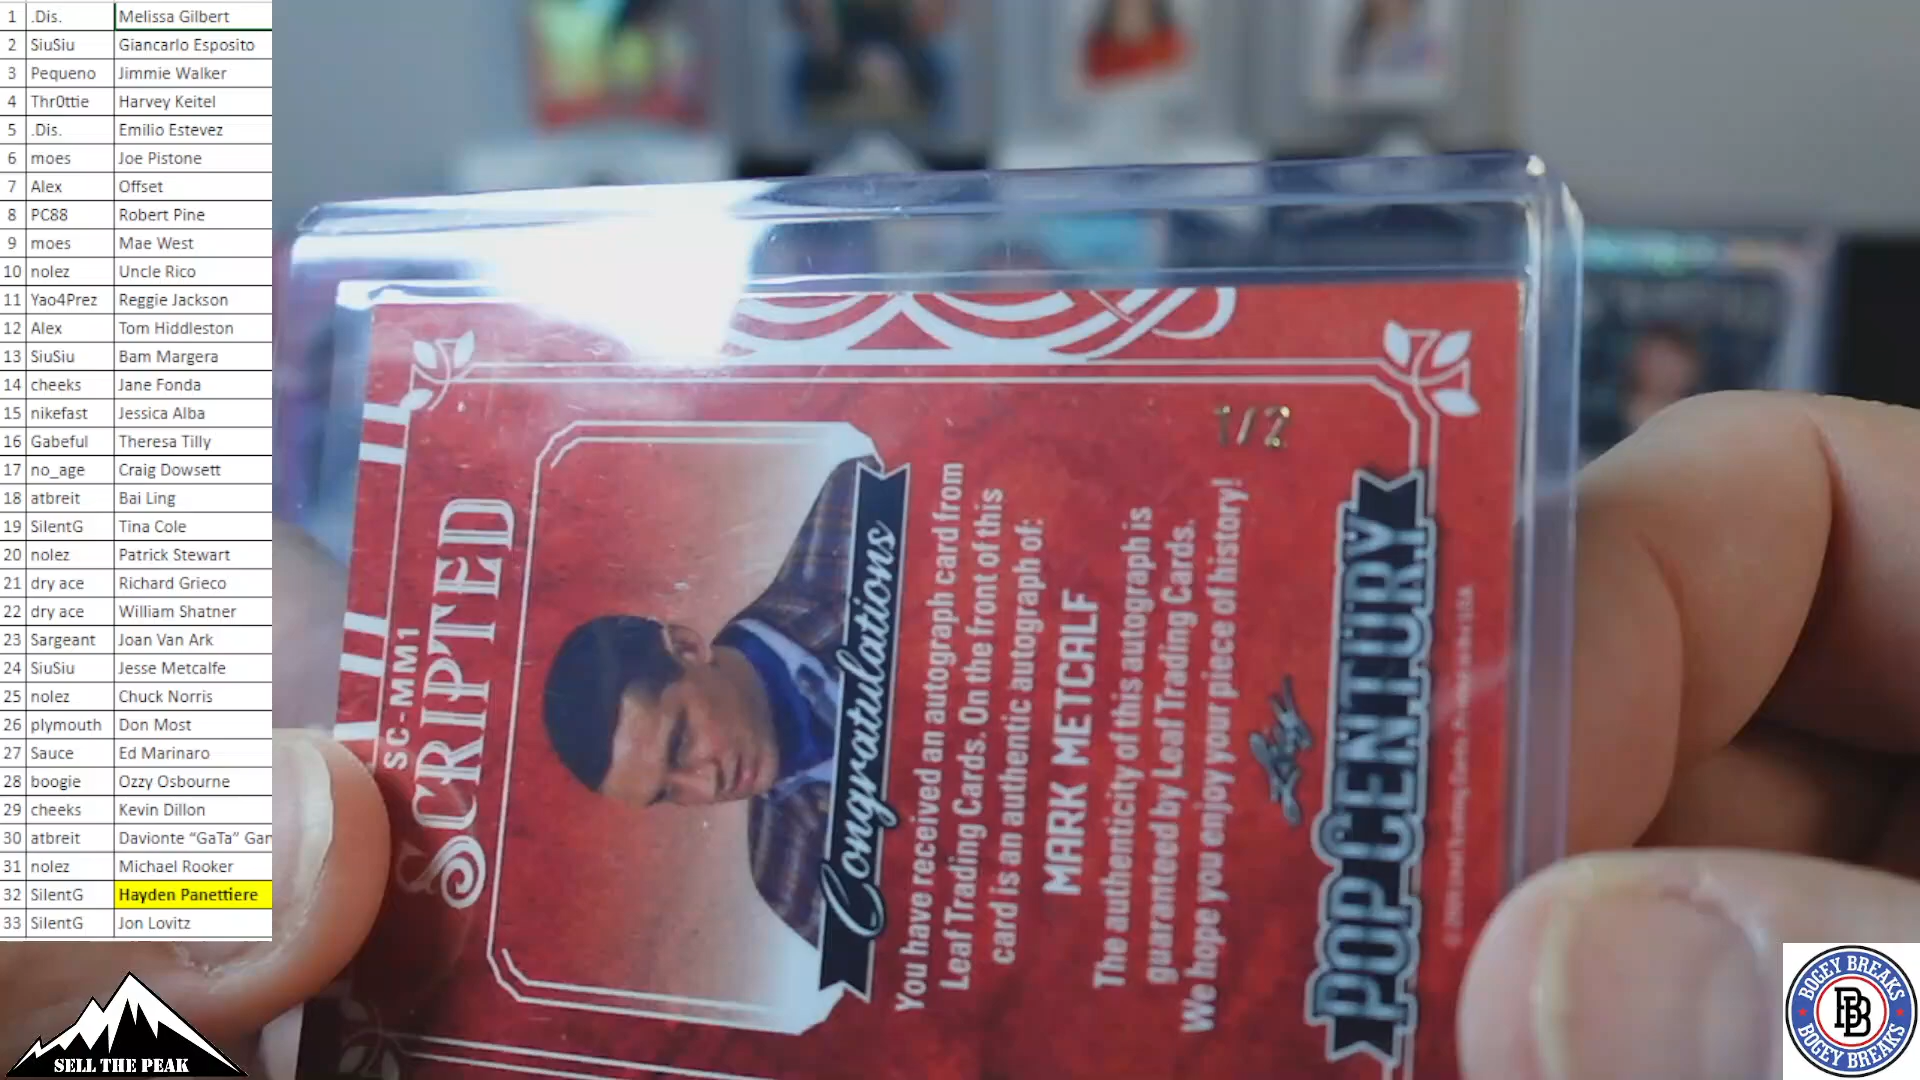 1 .Dis. Melissa Gilbert
2 SiuSiu Giancarlo Esposito
3 Pequeno Jimmie Walker
4 Thr0ttie Harvey Keitel
5 .Dis. Emilio Estevez
6 moes Joe Pistone
7 Alex Offset
8 PC88 Robert Pine
9 moes Mae West
10 nolez Uncle Rico
11 Yao4Prez Reggie Jackson
12 Alex Tom Hiddleston
13 SiuSiu Bam Margera
14 cheeks Jane Fonda
15 nikefast Jessica Alba
16 Gabeful Theresa Tilly
17 no_age Craig Dowsett
18 atbreit Bai Ling
19 SilentG Tina Cole
20 nolez Patrick Stewart
21 dry ace Richard Grieco
22 dry ace William Shatner
23 Sargeant Joan Van Ark
24 SiuSiu Jesse Metcalfe
25 nolez Chuck Norris
26 plymouth Don Most
27 Sauce Ed Marinaro
28 boogie Ozzy Osbourne
29 cheeks Kevin Dillon
30 atbreit Davionte “GaTa” Gan
31 nolez Michael Rooker
32 SilentG Hayden Panettiere
33 SilentG Jon Lovitz
SELL THE PEAK
SC-MM1
SCRIPTED
Congratulations
You have received an autograph card from
Leaf Trading Cards. On the front of this
card is an authentic autograph of:
MARK METCALF
The authenticity of this autograph is
guaranteed by Leaf Trading Cards.
We hope you enjoy your piece of history!
1/2
Leaf
POP CENTURY
BOGEY BREAKS
BB
BOGEY BREAKS